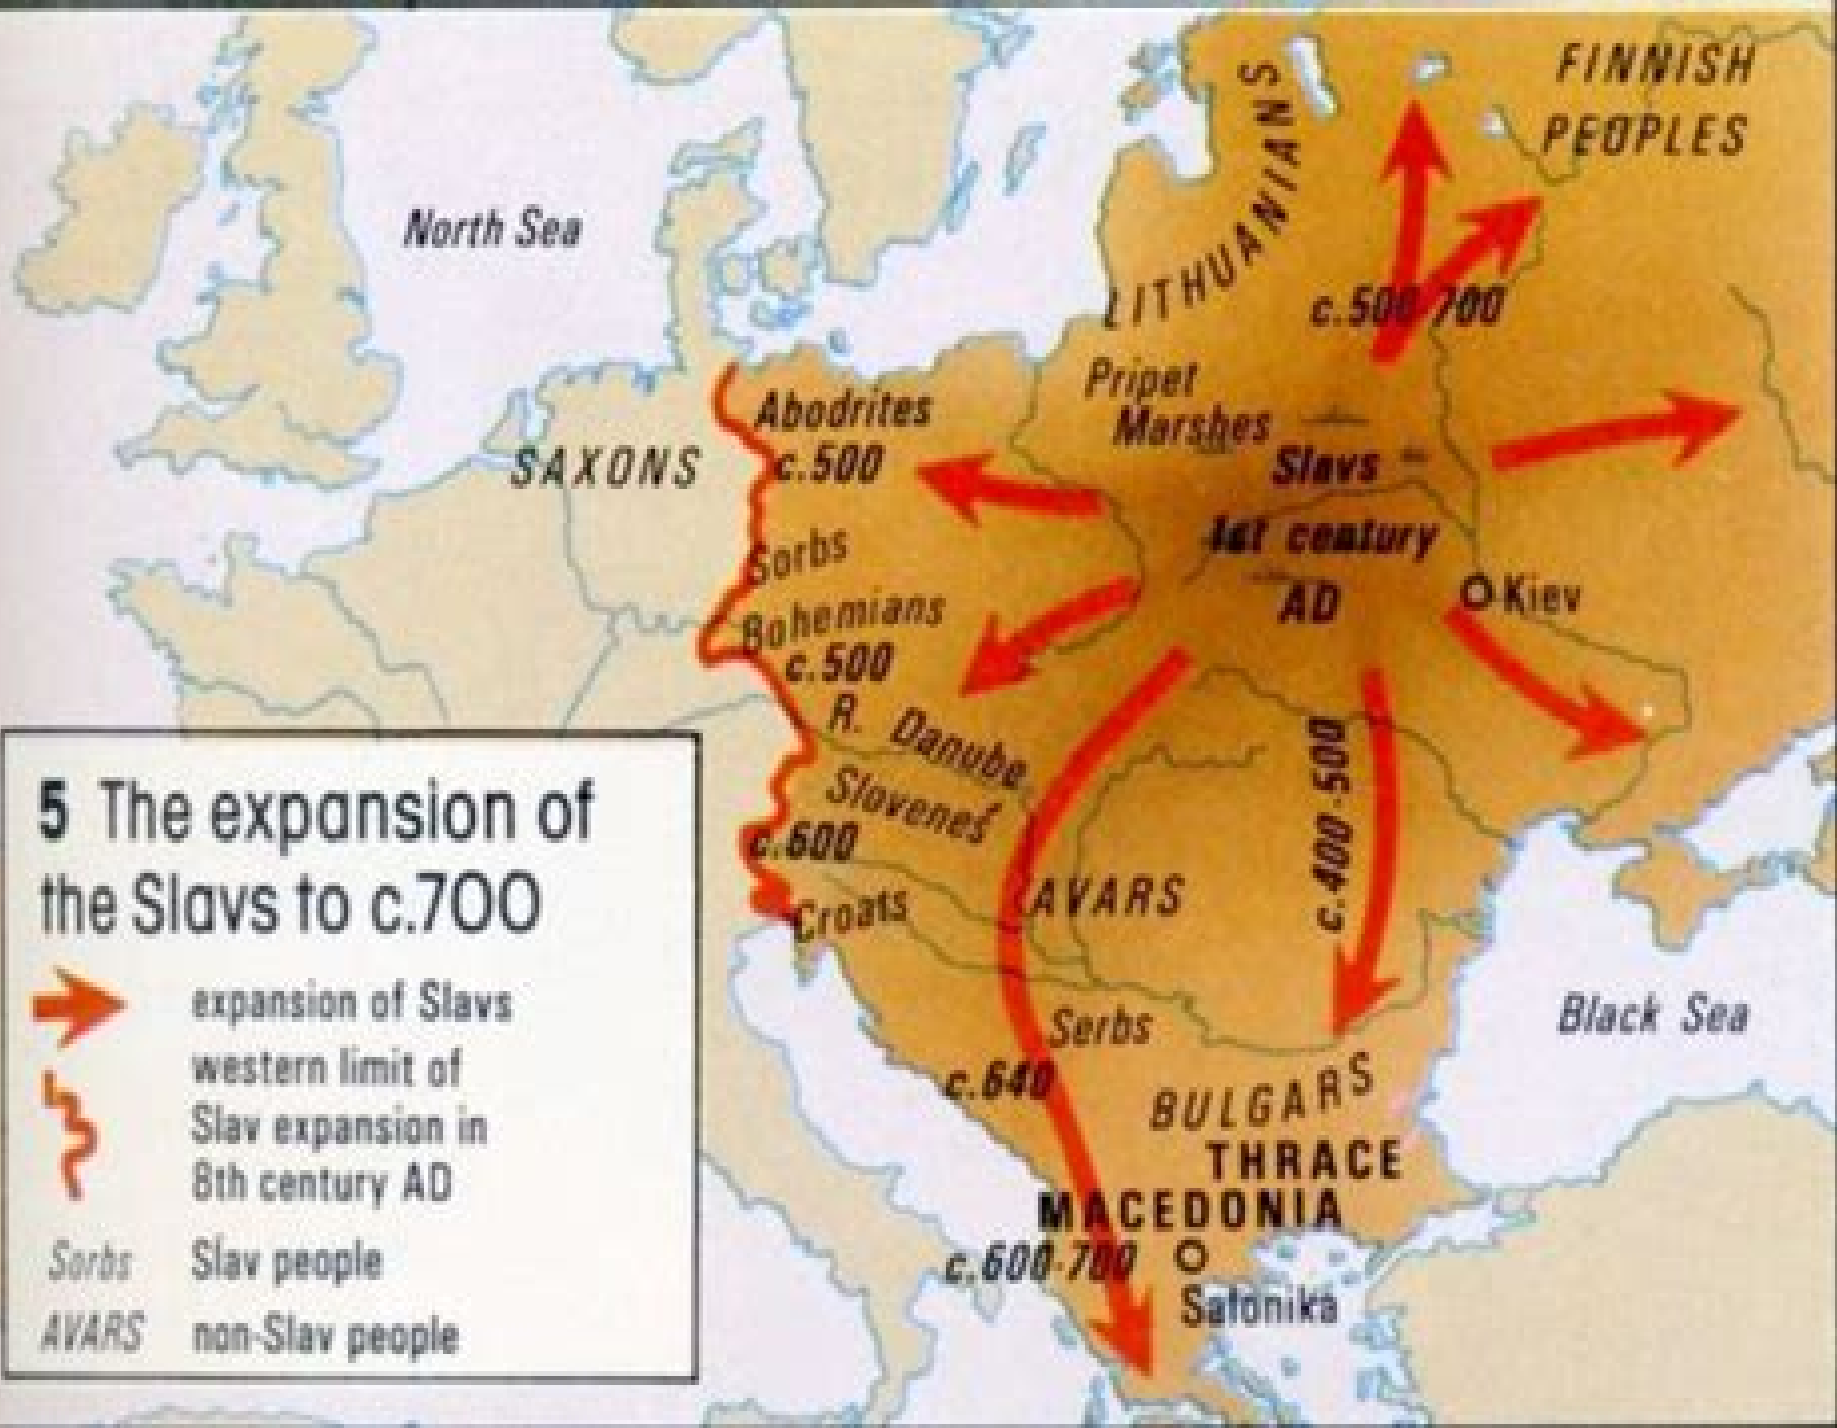 FINNISH
PEOPLES
LITHUANIANS
North Sea
c.500-700
Pripet
Marshes
Abodrites
c.500
SAXONS
Slavs
1st century
AD
Sorbs
Kiev
Bohemians
c.500
R. Danube
Slovenes
c.600
c.400-500
Croats
AVARS
Black Sea
Serbs
c.640
BULGARS
THRACE
MACEDONIA
c.600-700
Salonika
5 The expansion of
the Slavs to c.700
expansion of Slavs
western limit of
Slav expansion in
8th century AD
Sorbs Slav people
AVARS non-Slav people